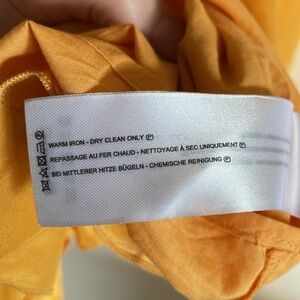 WARM IRON - DRY CLEAN ONLY Ⓟ
REPASSAGE AU FER CHAUD - NETTOYAGE À SEC UNIQUEMENT Ⓟ
BEI MITTLERER HITZE BÜGELN - CHEMISCHE REINIGUNG Ⓟ